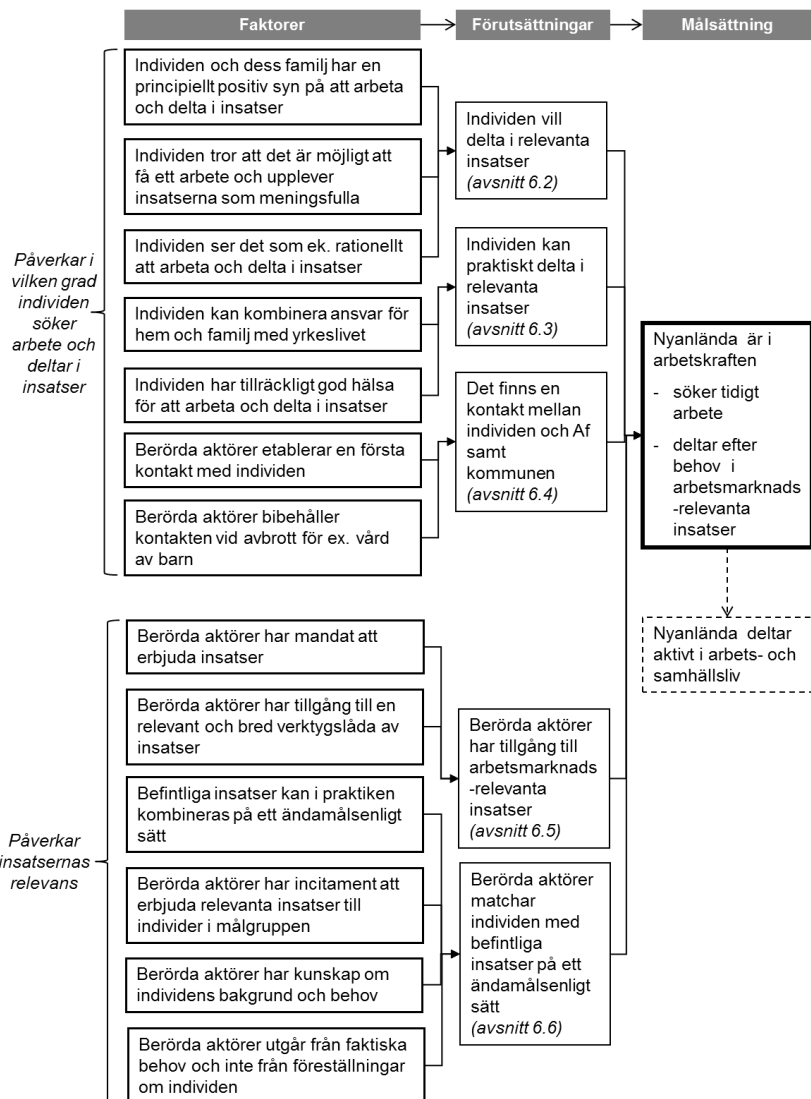 Faktorer
Förutsättningar
Målsättning
Påverkar i
vilken grad
individen
söker
arbete och
deltar i
insatser
Individen och dess familj har en
principiellt positiv syn på att arbeta
och delta i insatser
Individen tror att det är möjligt att
få ett arbete och upplever
insatserna som meningsfulla
Individen ser det som ek. rationellt
att arbeta och delta i insatser
Individen kan kombinera ansvar för
hem och familj med yrkeslivet
Individen har tillräckligt god hälsa
för att arbeta och delta i insatser
Berörda aktörer etablerar en första
kontakt med individen
Berörda aktörer bibehåller
kontakten vid avbrott för ex. vård
av barn
Individen vill
delta i relevanta
insatser
(avsnitt 6.2)
Individen kan
praktiskt delta i
relevanta
insatser
(avsnitt 6.3)
Det finns en
kontakt mellan
individen och Af
samt
kommunen
(avsnitt 6.4)
Nyanlända är i
arbetskraften
- söker tidigt
arbete
- deltar efter
behov i
arbetsmarknads
-relevanta
insatser
Nyanlända deltar
aktivt i arbets- och
samhällsliv
Påverkar
insatsernas
relevans
Berörda aktörer har mandat att
erbjuda insatser
Berörda aktörer har tillgång till en
relevant och bred verktygslåda av
insatser
Befintliga insatser kan i praktiken
kombineras på ett ändamålsenligt
sätt
Berörda aktörer har incitament att
erbjuda relevanta insatser till
individer i målgruppen
Berörda aktörer har kunskap om
individens bakgrund och behov
Berörda aktörer utgår från faktiska
behov och inte från föreställningar
om individen
Berörda aktörer
har tillgång till
arbetsmarknads
-relevanta
insatser
(avsnitt 6.5)
Berörda aktörer
matchar
individen med
befintliga
insatser på ett
ändamålsenligt
sätt
(avsnitt 6.6)